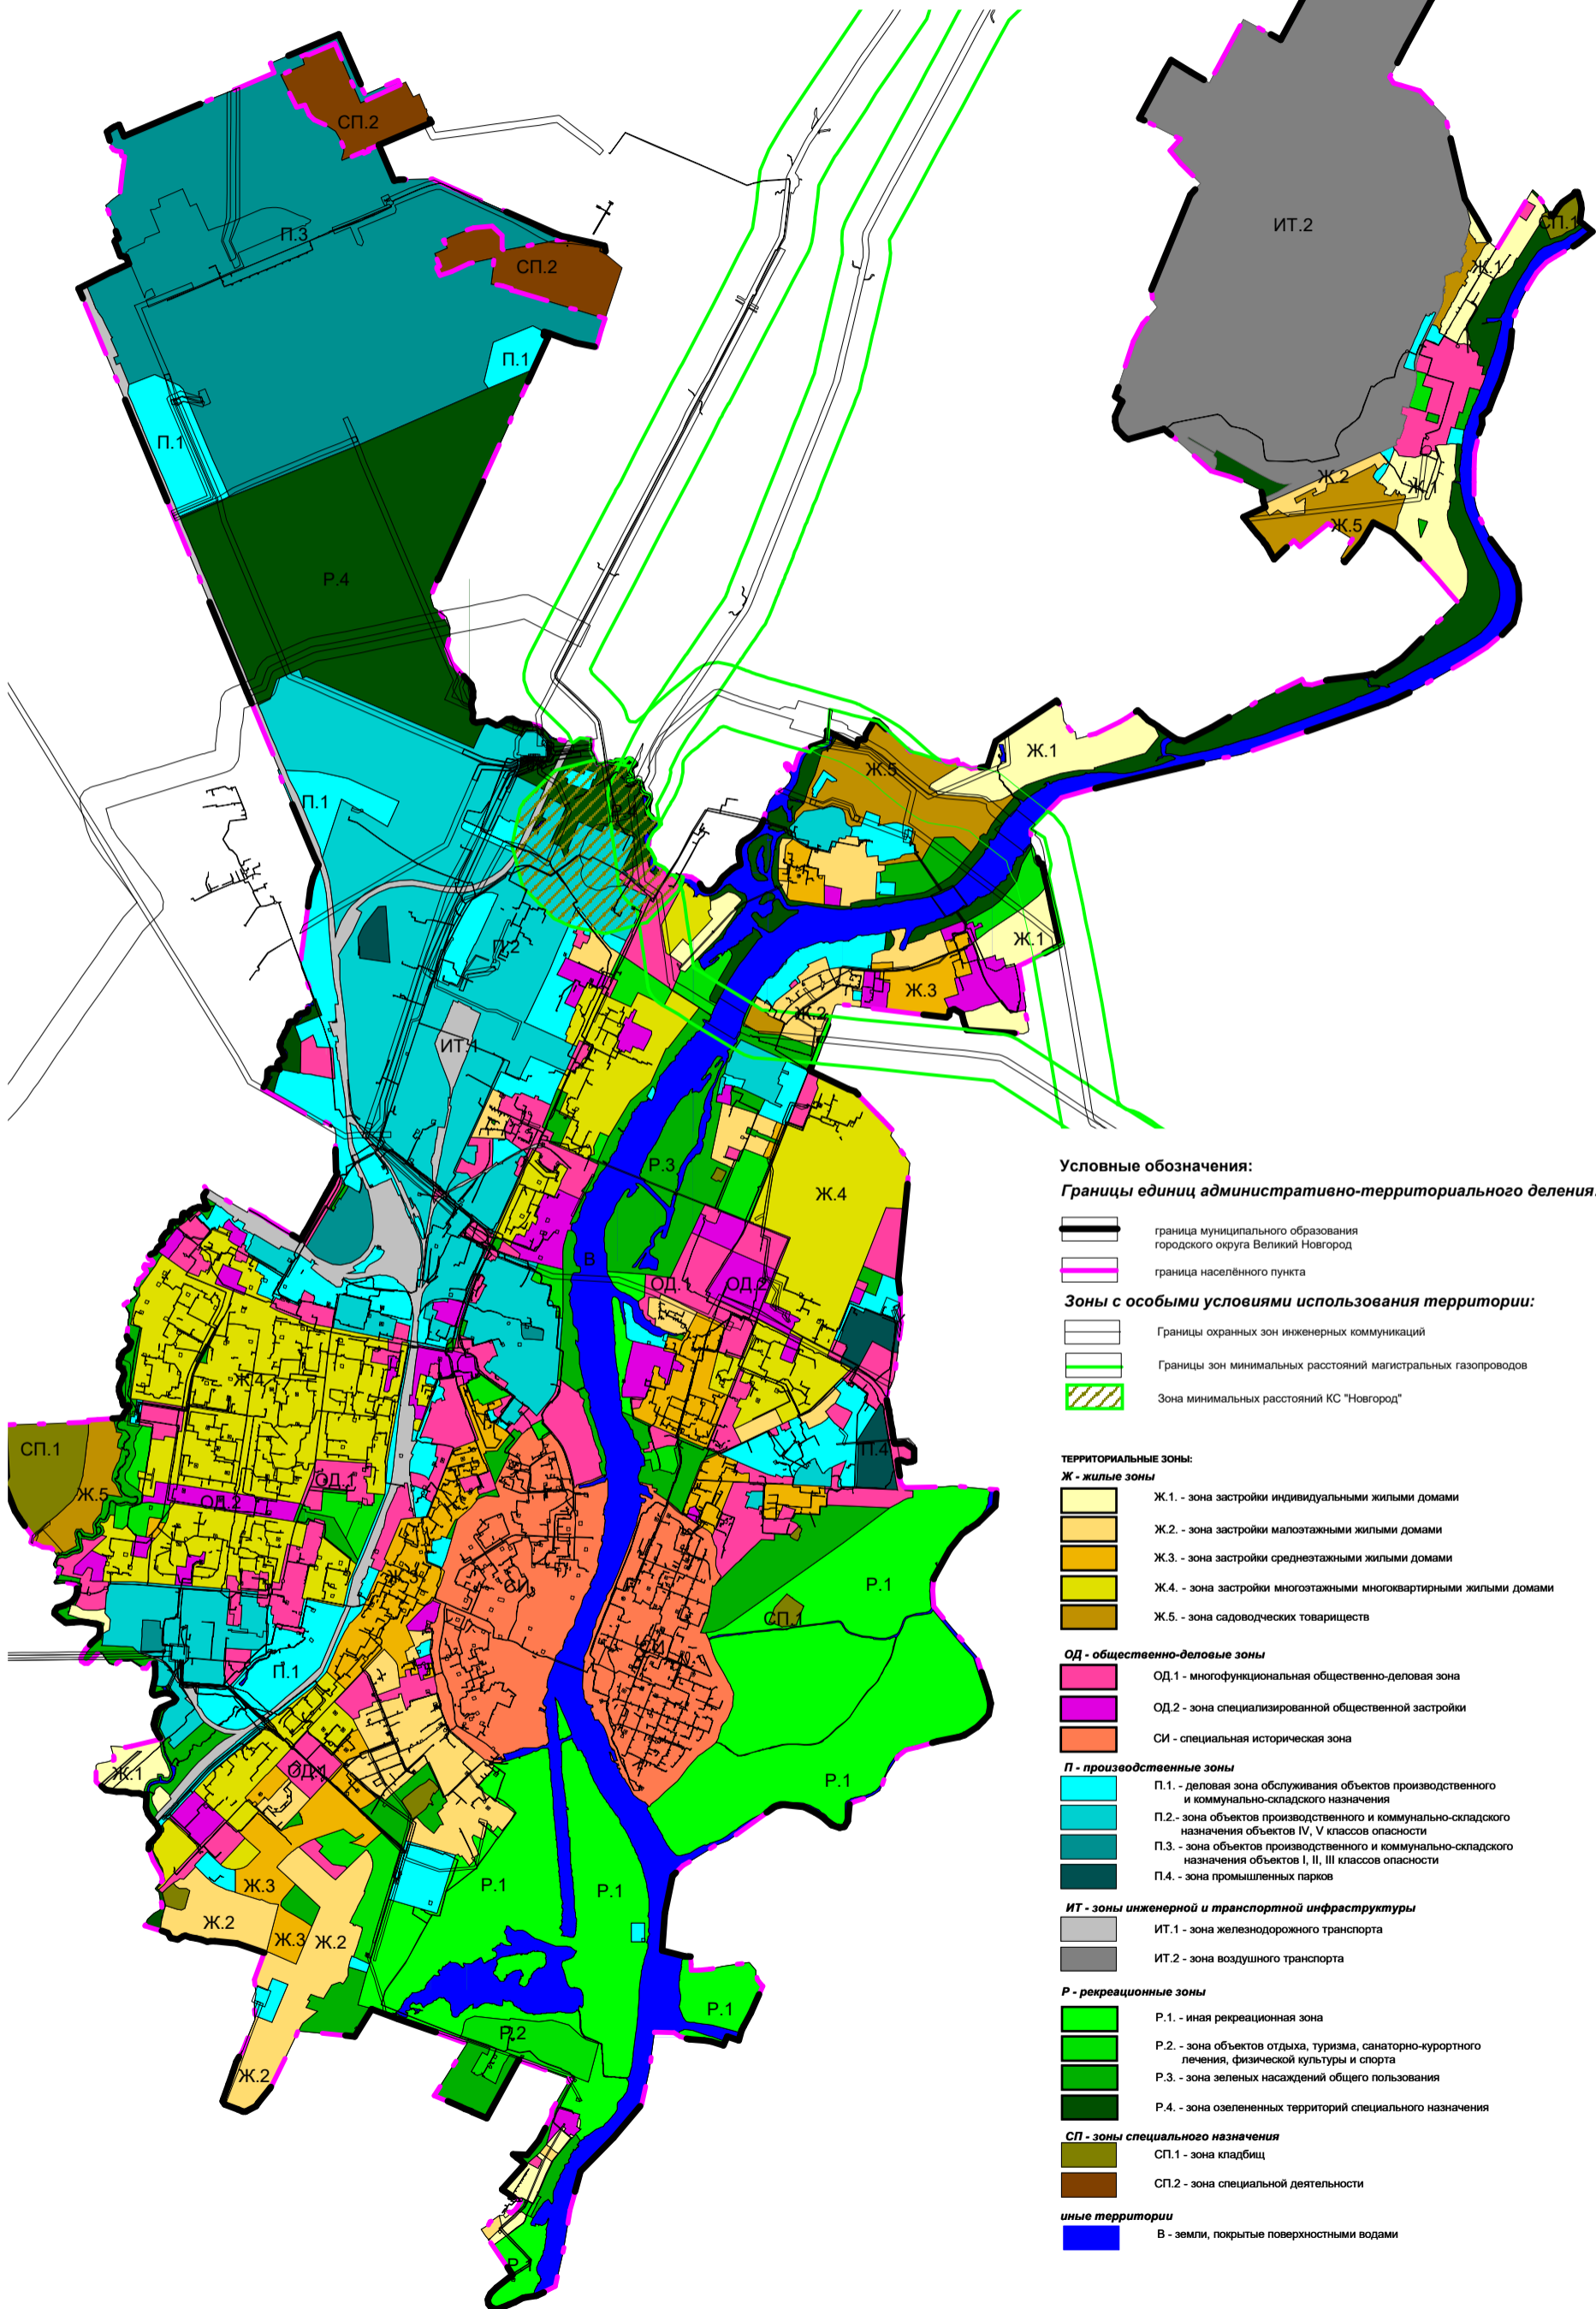 СП.2
ИТ.2
СП.1
П.3
СП.2
Ж.1
П.1
П.1
Ж.2
Ж.1
Ж.5
Р.4
Ж.1
Ж.5
П.1
П.2
Ж.1
Ж.3
Ж.2
ИТ.1
Р.3
Ж.4
В
ОД.1
ОД.2
Ж.4
СП.1
П.4
ОД.1
Ж.5
ОД.2
Ж.3
СИ
Р.1
СП.1
СИ
П.1
Ж.1
ОД.1
Р.1
Ж.3
Р.1
Р.1
Ж.2
Ж.3
Ж.2
Р.1
Р.2
Ж.2
Условные обозначения:
Границы единиц административно-территориального деления:
граница муниципального образования
городского округа Великий Новгород
граница населённого пункта
Зоны с особыми условиями использования территории:
Границы охранных зон инженерных коммуникаций
Границы зон минимальных расстояний магистральных газопроводов
Зона минимальных расстояний КС "Новгород"
ТЕРРИТОРИАЛЬНЫЕ ЗОНЫ:
Ж - жилые зоны
Ж.1. - зона застройки индивидуальными жилыми домами
Ж.2. - зона застройки малоэтажными жилыми домами
Ж.3. - зона застройки среднеэтажными жилыми домами
Ж.4. - зона застройки многоэтажными многоквартирными жилыми домами
Ж.5. - зона садоводческих товариществ
ОД - общественно-деловые зоны
ОД.1 - многофункциональная общественно-деловая зона
ОД.2 - зона специализированной общественной застройки
СИ - специальная историческая зона
П - производственные зоны
П.1. - деловая зона обслуживания объектов производственного
и коммунально-складского назначения
П.2.- зона объектов производственного и коммунально-складского
назначения объектов IV, V классов опасности
П.3. - зона объектов производственного и коммунально-складского
назначения объектов I, II, III классов опасности
П.4. - зона промышленных парков
ИТ - зоны инженерной и транспортной инфраструктуры
ИТ.1 - зона железнодорожного транспорта
ИТ.2 - зона воздушного транспорта
Р - рекреационные зоны
Р.1. - иная рекреационная зона
Р.2. - зона объектов отдыха, туризма, санаторно-курортного
лечения, физической культуры и спорта
Р.3. - зона зеленых насаждений общего пользования
Р.4. - зона озелененных территорий специального назначения
СП - зоны специального назначения
СП.1 - зона кладбищ
СП.2 - зона специальной деятельности
иные территории
В - земли, покрытые поверхностными водами